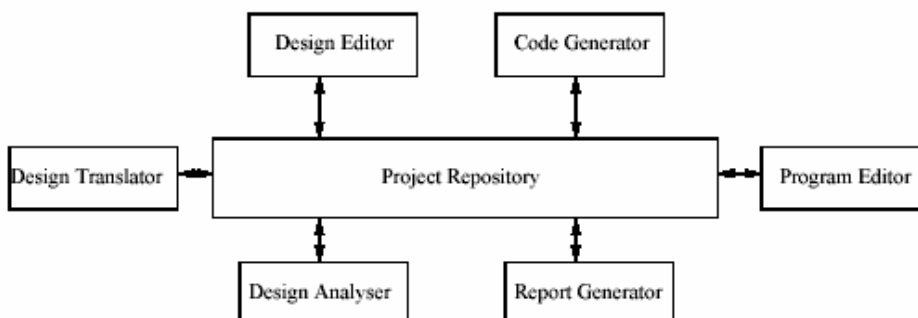 Design Editor
Code Generator
Design Translator
Project Repository
Program Editor
Design Analyser
Report Generator